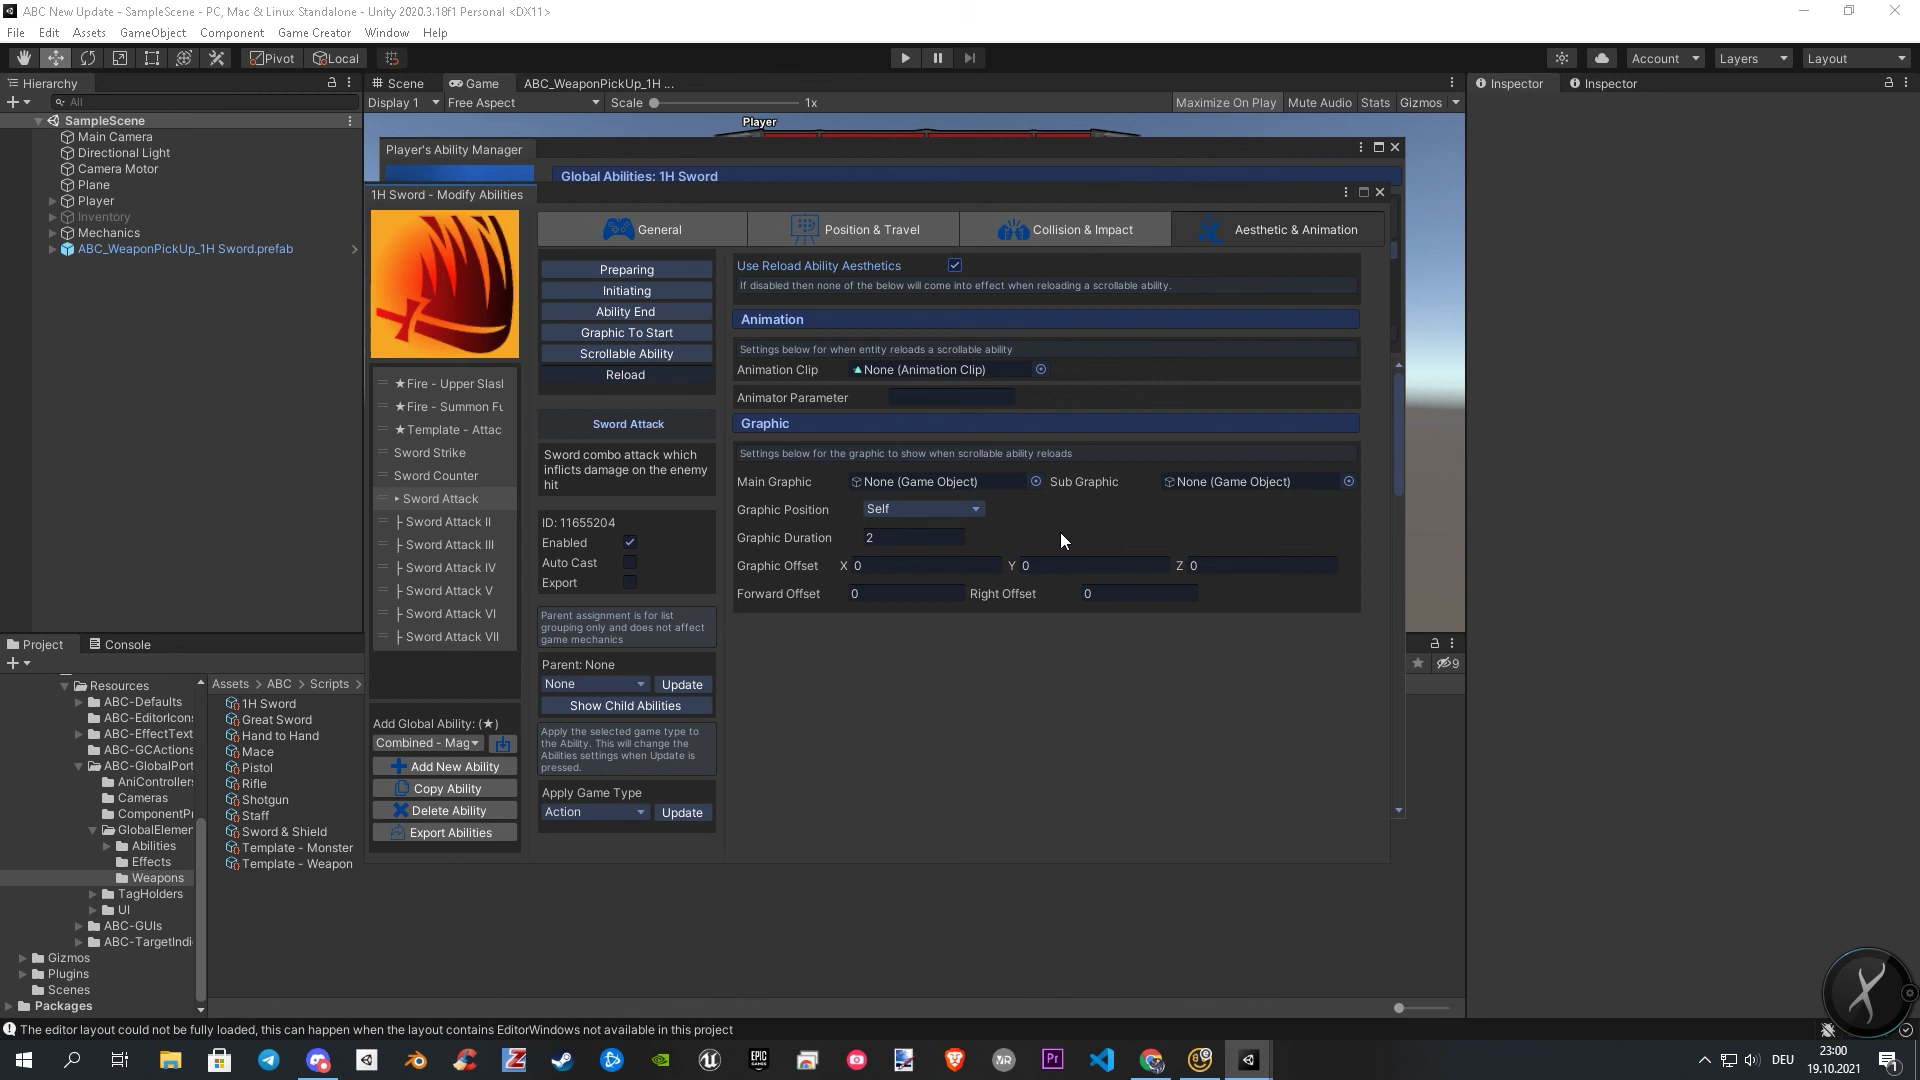 ABC New Update - SampleScene - PC, Mac & Linux Standalone - Unity 2020.3.18f1 Personal <DX11>
File Edit Assets GameObject Component Game Creator Window Help
Pivot Local Account Layers Layout
Hierarchy
All
SampleScene
Main Camera
Directional Light
Camera Motor
Plane
Player
Inventory
Mechanics
ABC_WeaponPickUp_1H Sword.prefab
Scene Game ABC_WeaponPickUp_1H ...
Display 1 Free Aspect Scale 1x Maximize On Play Mute Audio Stats Gizmos
Player
Player's Ability Manager
Global Abilities: 1H Sword
1H Sword - Modify Abilities
General Position & Travel Collision & Impact Aesthetic & Animation
★Fire - Upper Slasl
★Fire - Summon Fu
★Template - Attac
Sword Strike
Sword Counter
Sword Attack
├ Sword Attack II
├ Sword Attack III
├ Sword Attack IV
├ Sword Attack V
├ Sword Attack VI
├ Sword Attack VII
Add Global Ability: (★)
Combined - Mag
Add New Ability
Copy Ability
Delete Ability
Export Abilities
Preparing
Initiating
Ability End
Graphic To Start
Scrollable Ability
Reload
Sword Attack
Sword combo attack which
inflicts damage on the enemy
hit
ID: 11655204
Enabled
Auto Cast
Export
Parent assignment is for list
grouping only and does not affect
game mechanics
Parent: None
None Update
Show Child Abilities
Apply the selected game type to
the Ability. This will change the
Abilities settings when Update is
pressed.
Apply Game Type
Action Update
Use Reload Ability Aesthetics
If disabled then none of the below will come into effect when reloading a scrollable ability.
Animation
Settings below for when entity reloads a scrollable ability
Animation Clip None (Animation Clip)
Animator Parameter
Graphic
Settings below for the graphic to show when scrollable ability reloads
Main Graphic None (Game Object) Sub Graphic None (Game Object)
Graphic Position Self
Graphic Duration 2
Graphic Offset X 0 Y 0 Z 0
Forward Offset 0 Right Offset 0
Inspector Inspector
Project Console
Resources
ABC-Defaults
ABC-EditorIcon:
ABC-EffectText
ABC-GCActions
ABC-GlobalPort
AniController:
Cameras
ComponentPr
GlobalElemer
Abilities
Effects
Weapons
TagHolders
UI
ABC-GUIs
ABC-TargetIndi
Gizmos
Plugins
Scenes
Packages
Assets > ABC > Scripts >
1H Sword
Great Sword
Hand to Hand
Mace
Pistol
Rifle
Shotgun
Staff
Sword & Shield
Template - Monster
Template - Weapon
9
The editor layout could not be fully loaded, this can happen when the layout contains EditorWindows not available in this project
EPIC GAMES VR Pr DEU
23:00
19.10.2021
1